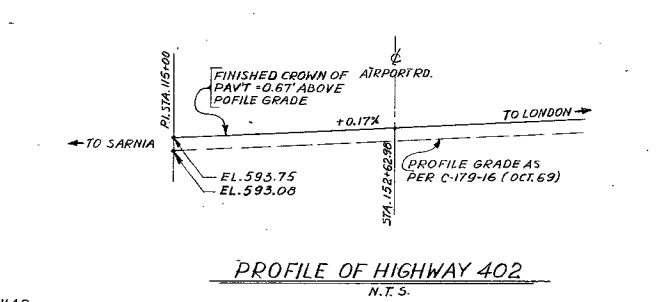 P.I. STA. 115+00
FINISHED CROWN OF
PAV'T = 0.67' ABOVE
POFILE GRADE
℄
AIRPORT RD.
+0.17%
TO LONDON
TO SARNIA
EL. 593.75
EL. 593.08
STA. 152+62.98
PROFILE GRADE AS
PER C-179-16 (OCT. 69)
PROFILE OF HIGHWAY 402
N.T.S.